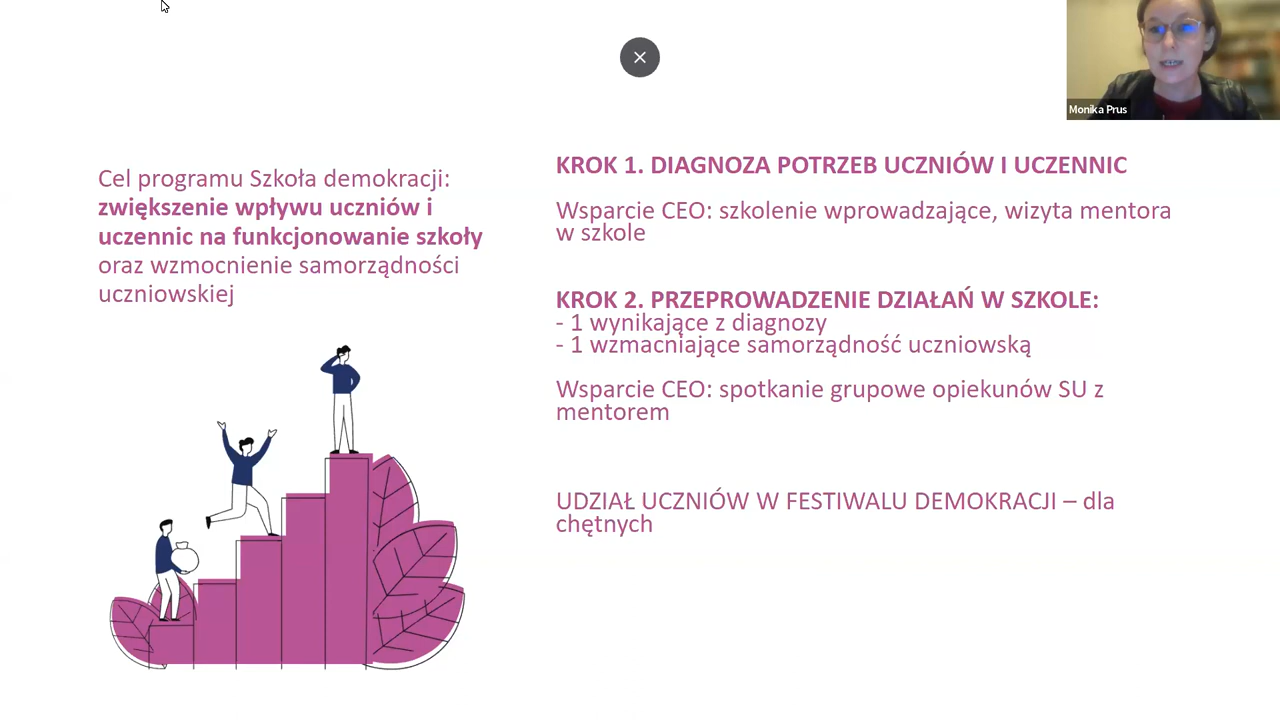 Monika Prus
Cel programu Szkoła demokracji:
zwiększenie wpływu uczniów i
uczennic na funkcjonowanie szkoły
oraz wzmocnienie samorządności
uczniowskiej
KROK 1. DIAGNOZA POTRZEB UCZNIÓW I UCZENNIC
Wsparcie CEO: szkolenie wprowadzające, wizyta mentora
w szkole
KROK 2. PRZEPROWADZENIE DZIAŁAŃ W SZKOLE:
- 1 wynikające z diagnozy
- 1 wzmacniające samorządność uczniowską
Wsparcie CEO: spotkanie grupowe opiekunów SU z
mentorem
UDZIAŁ UCZNIÓW W FESTIWALU DEMOKRACJI – dla
chętnych